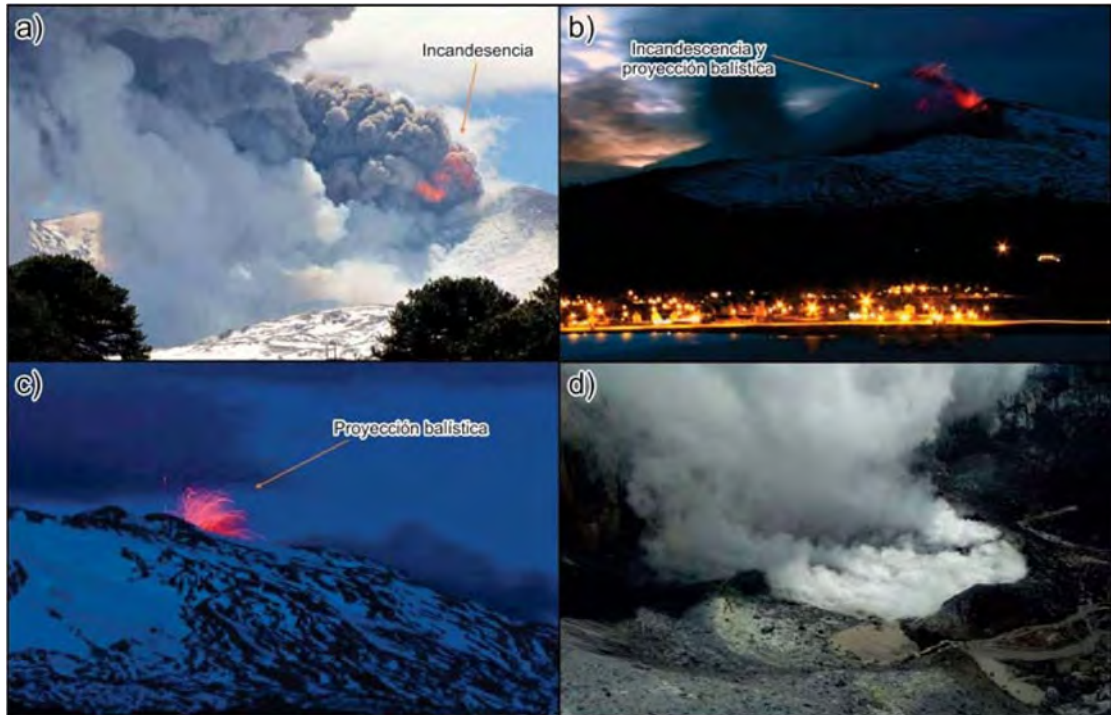 a)
Incandesencia
b)
Incandescencia y
proyección balística
c)
Proyección balística
d)